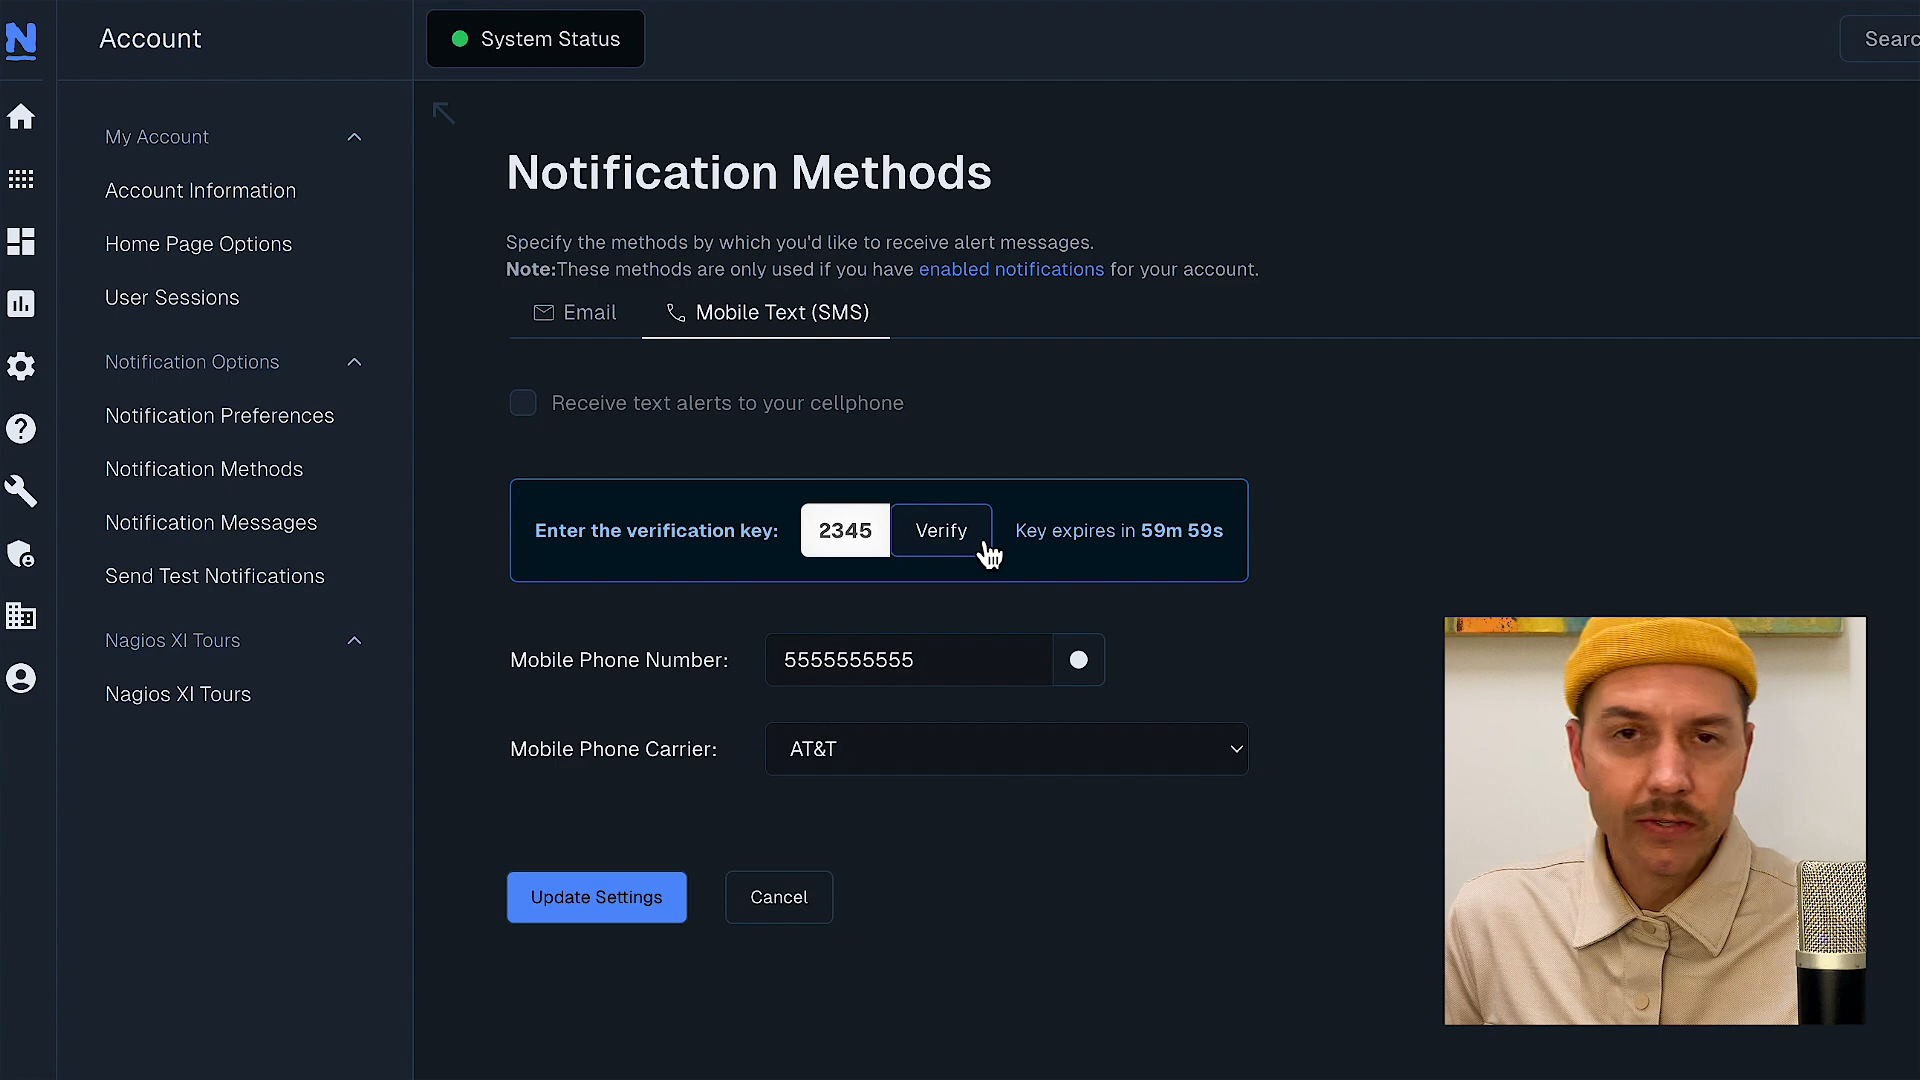 Account
System Status
Searc
My Account
Account Information
Home Page Options
User Sessions
Notification Options
Notification Preferences
Notification Methods
Notification Messages
Send Test Notifications
Nagios XI Tours
Nagios XI Tours
Notification Methods
Specify the methods by which you'd like to receive alert messages.
Note:These methods are only used if you have enabled notifications for your account.
Email
Mobile Text (SMS)
Receive text alerts to your cellphone
Enter the verification key: 2345 Verify Key expires in 59m 59s
Mobile Phone Number: 5555555555
Mobile Phone Carrier: AT&T
Update Settings
Cancel